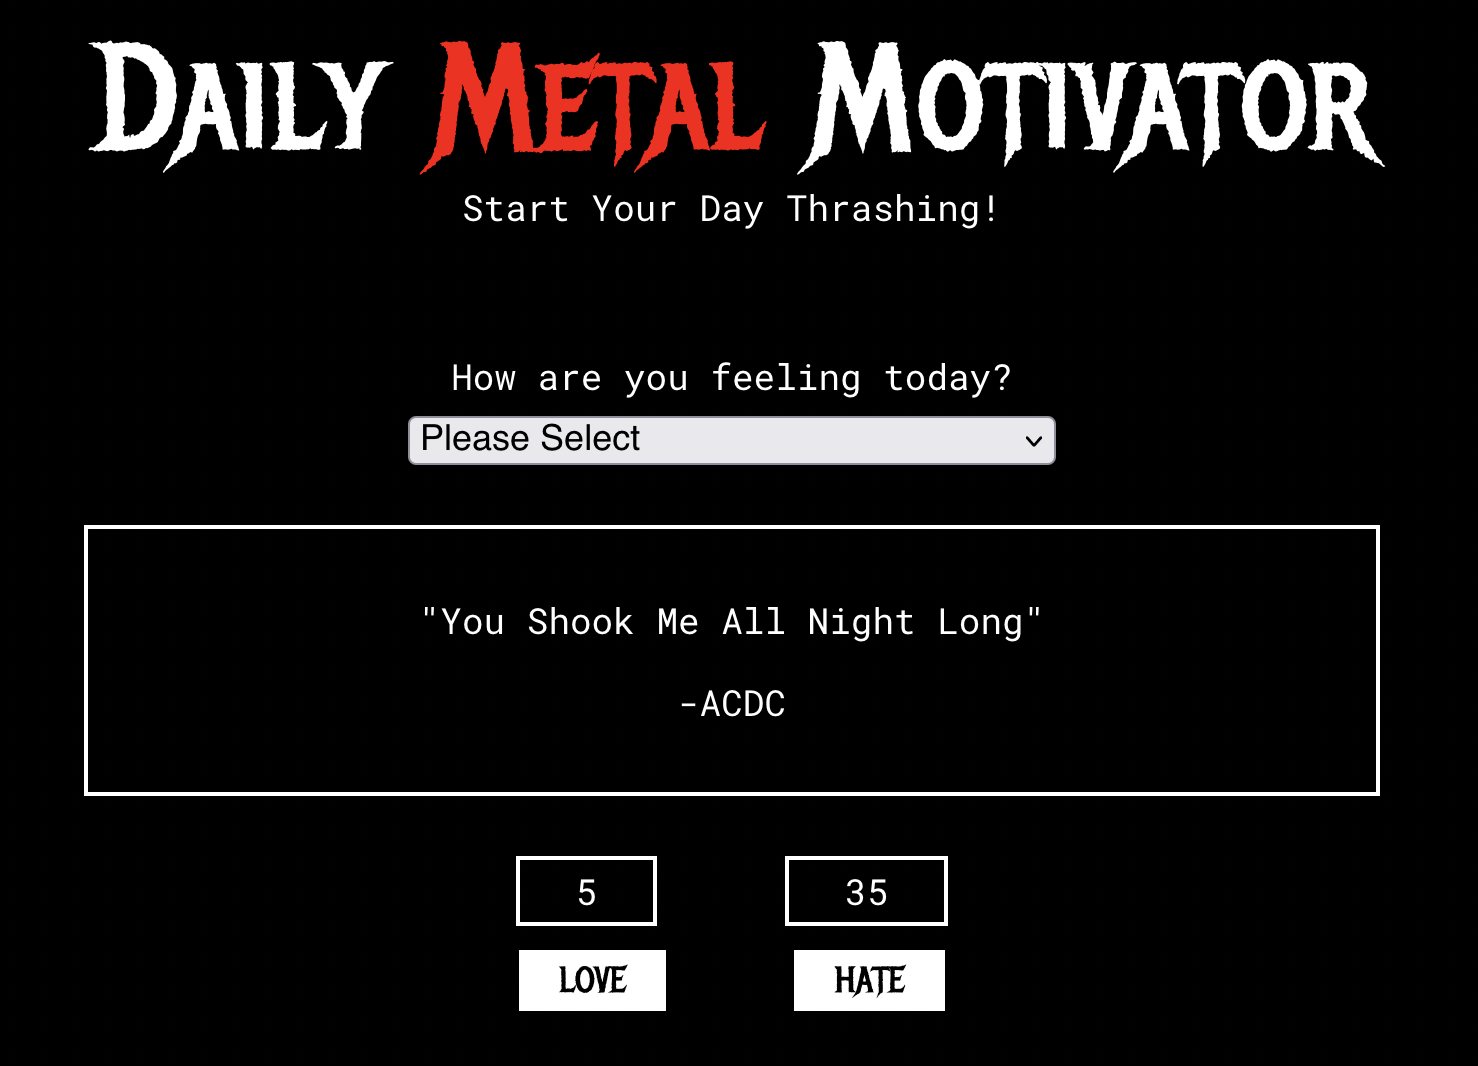 Daily Metal Motivator
Start Your Day Thrashing!
How are you feeling today?
Please Select
"You Shook Me All Night Long"
-ACDC
5 35
LOVE HATE